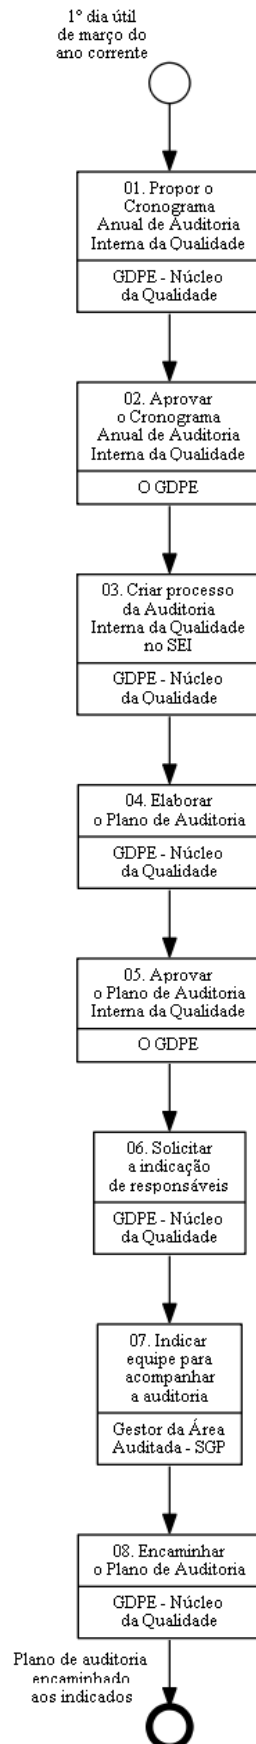 1º dia útil
de março do
ano corrente
01. Propor o
Cronograma
Anual de Auditoria
Interna da Qualidade
GDPE - Núcleo
da Qualidade
02. Aprovar
o Cronograma
Anual de Auditoria
Interna da Qualidade
O GDPE
03. Criar processo
da Auditoria
Interna da Qualidade
no SEI
GDPE - Núcleo
da Qualidade
04. Elaborar
o Plano de Auditoria
GDPE - Núcleo
da Qualidade
05. Aprovar
o Plano de Auditoria
Interna da Qualidade
O GDPE
06. Solicitar
a indicação
de responsáveis
GDPE - Núcleo
da Qualidade
07. Indicar
equipe para
acompanhar
a auditoria
Gestor da Área
Auditada - SGP
08. Encaminhar
o Plano de Auditoria
GDPE - Núcleo
da Qualidade
Plano de auditoria
encaminhado
aos indicados